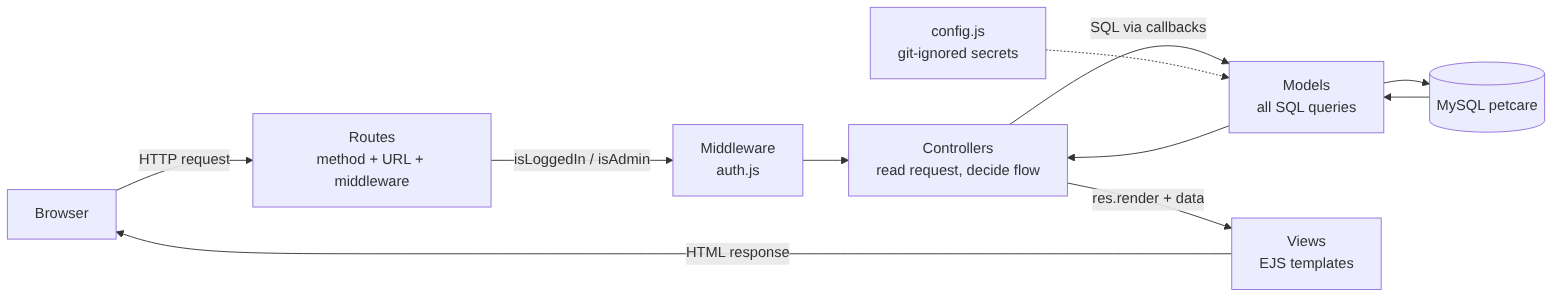 config.js
git-ignored secrets
SQL via callbacks
Models
all SQL queries
MySQL petcare
HTTP request
Routes
method + URL +
middleware
isLoggedIn / isAdmin
Middleware
auth.js
Controllers
read request, decide flow
Browser
res.render + data
HTML response
Views
EJS templates